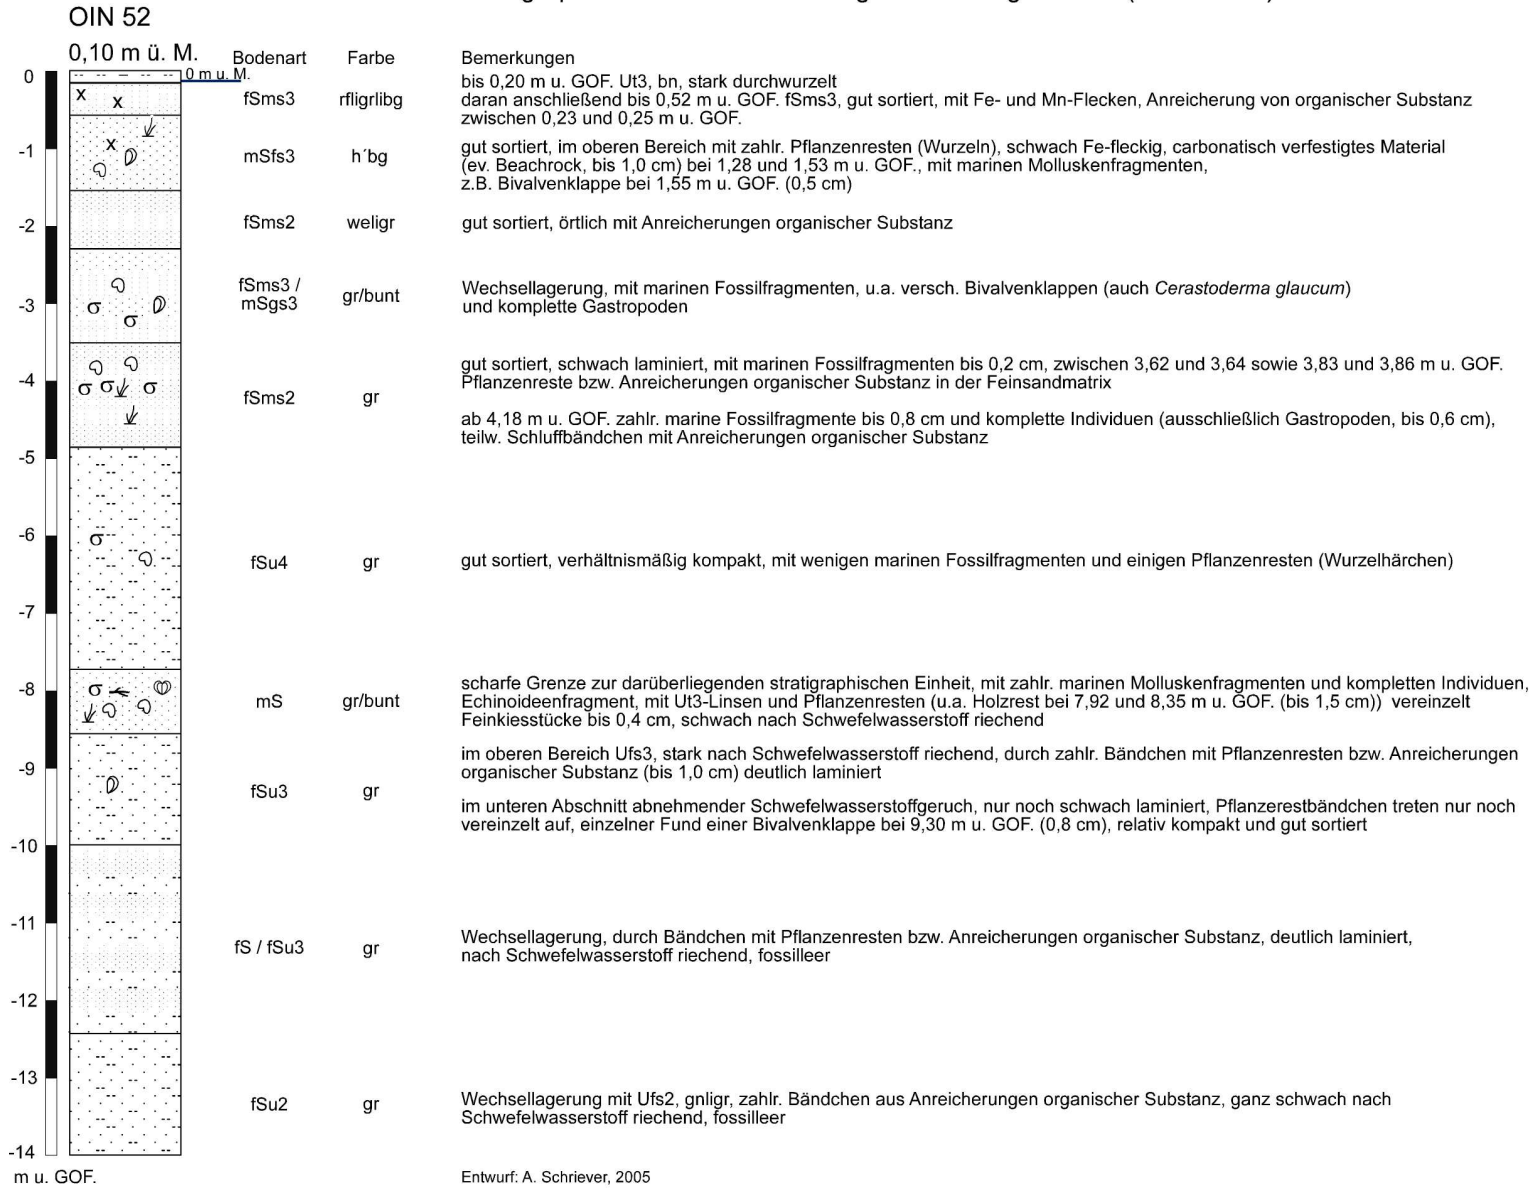 OIN 52
0,10 m ü. M.
Bodenart Farbe Bemerkungen
0 0 m u. M.
bis 0,20 m u. GOF. Ut3, bn, stark durchwurzelt
fSms3 rfligrlibg daran anschließend bis 0,52 m u. GOF. fSms3, gut sortiert, mit Fe- und Mn-Flecken, Anreicherung von organischer Substanz
zwischen 0,23 und 0,25 m u. GOF.
x x
x
-1
mSfs3 h´bg gut sortiert, im oberen Bereich mit zahlr. Pflanzenresten (Wurzeln), schwach Fe-fleckig, carbonatisch verfestigtes Material
(ev. Beachrock, bis 1,0 cm) bei 1,28 und 1,53 m u. GOF., mit marinen Molluskenfragmenten,
z.B. Bivalvenklappe bei 1,55 m u. GOF. (0,5 cm)
-2 fSms2 weligr gut sortiert, örtlich mit Anreicherungen organischer Substanz
-3
fSms3 /
mSgs3 gr/bunt Wechsellagerung, mit marinen Fossilfragmenten, u.a. versch. Bivalvenklappen (auch Cerastoderma glaucum)
und komplette Gastropoden
σ σ
-4
σ σ σ
fSms2 gr gut sortiert, schwach laminiert, mit marinen Fossilfragmenten bis 0,2 cm, zwischen 3,62 und 3,64 sowie 3,83 und 3,86 m u. GOF.
Pflanzenreste bzw. Anreicherungen organischer Substanz in der Feinsandmatrix
ab 4,18 m u. GOF. zahlr. marine Fossilfragmente bis 0,8 cm und komplette Individuen (ausschließlich Gastropoden, bis 0,6 cm),
teilw. Schluffbändchen mit Anreicherungen organischer Substanz
-5
-6
σ
fSu4 gr gut sortiert, verhältnismäßig kompakt, mit wenigen marinen Fossilfragmenten und einigen Pflanzenresten (Wurzelhärchen)
-7
-8
σ
mS gr/bunt scharfe Grenze zur darüberliegenden stratigraphischen Einheit, mit zahlr. marinen Molluskenfragmenten und kompletten Individuen,
Echinoideenfragment, mit Ut3-Linsen und Pflanzenresten (u.a. Holzrest bei 7,92 und 8,35 m u. GOF. (bis 1,5 cm)) vereinzelt
Feinkiesstücke bis 0,4 cm, schwach nach Schwefelwasserstoff riechend
-9
fSu3 gr im oberen Bereich Ufs3, stark nach Schwefelwasserstoff riechend, durch zahlr. Bändchen mit Pflanzenresten bzw. Anreicherungen
organischer Substanz (bis 1,0 cm) deutlich laminiert
im unteren Abschnitt abnehmender Schwefelwasserstoffgeruch, nur noch schwach laminiert, Pflanzerestbändchen treten nur noch
vereinzelt auf, einzelner Fund einer Bivalvenklappe bei 9,30 m u. GOF. (0,8 cm), relativ kompakt und gut sortiert
-10
-11
fS / fSu3 gr Wechsellagerung, durch Bändchen mit Pflanzenresten bzw. Anreicherungen organischer Substanz, deutlich laminiert,
nach Schwefelwasserstoff riechend, fossilleer
-12
-13
fSu2 gr Wechsellagerung mit Ufs2, gnligr, zahlr. Bändchen aus Anreicherungen organischer Substanz, ganz schwach nach
Schwefelwasserstoff riechend, fossilleer
-14
m u. GOF.
Entwurf: A. Schriever, 2005